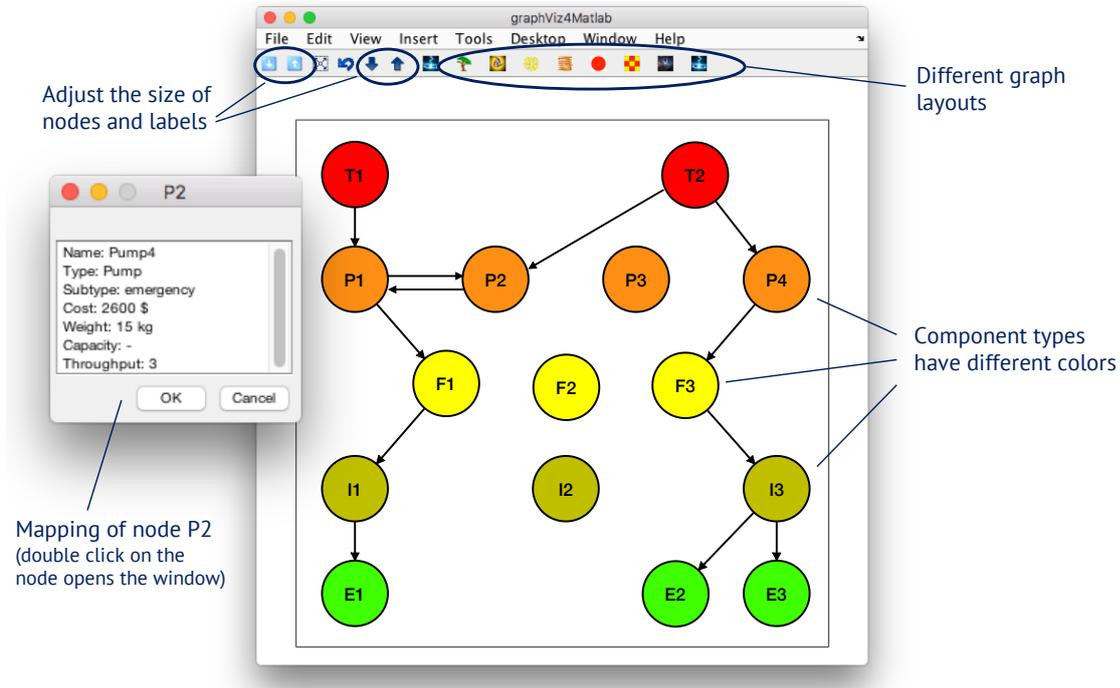 graphViz4Matlab
File Edit View Insert Tools Desktop Window Help
Adjust the size of
nodes and labels
Different graph
layouts
T1 T2
P2
Name: Pump4
Type: Pump
Subtype: emergency
Cost: 2600 $
Weight: 15 kg
Capacity: -
Throughput: 3
OK Cancel
P1 P2 P3 P4
Component types
have different colors
F1 F2 F3
I1 I2 I3
Mapping of node P2
(double click on the
node opens the window)
E1 E2 E3